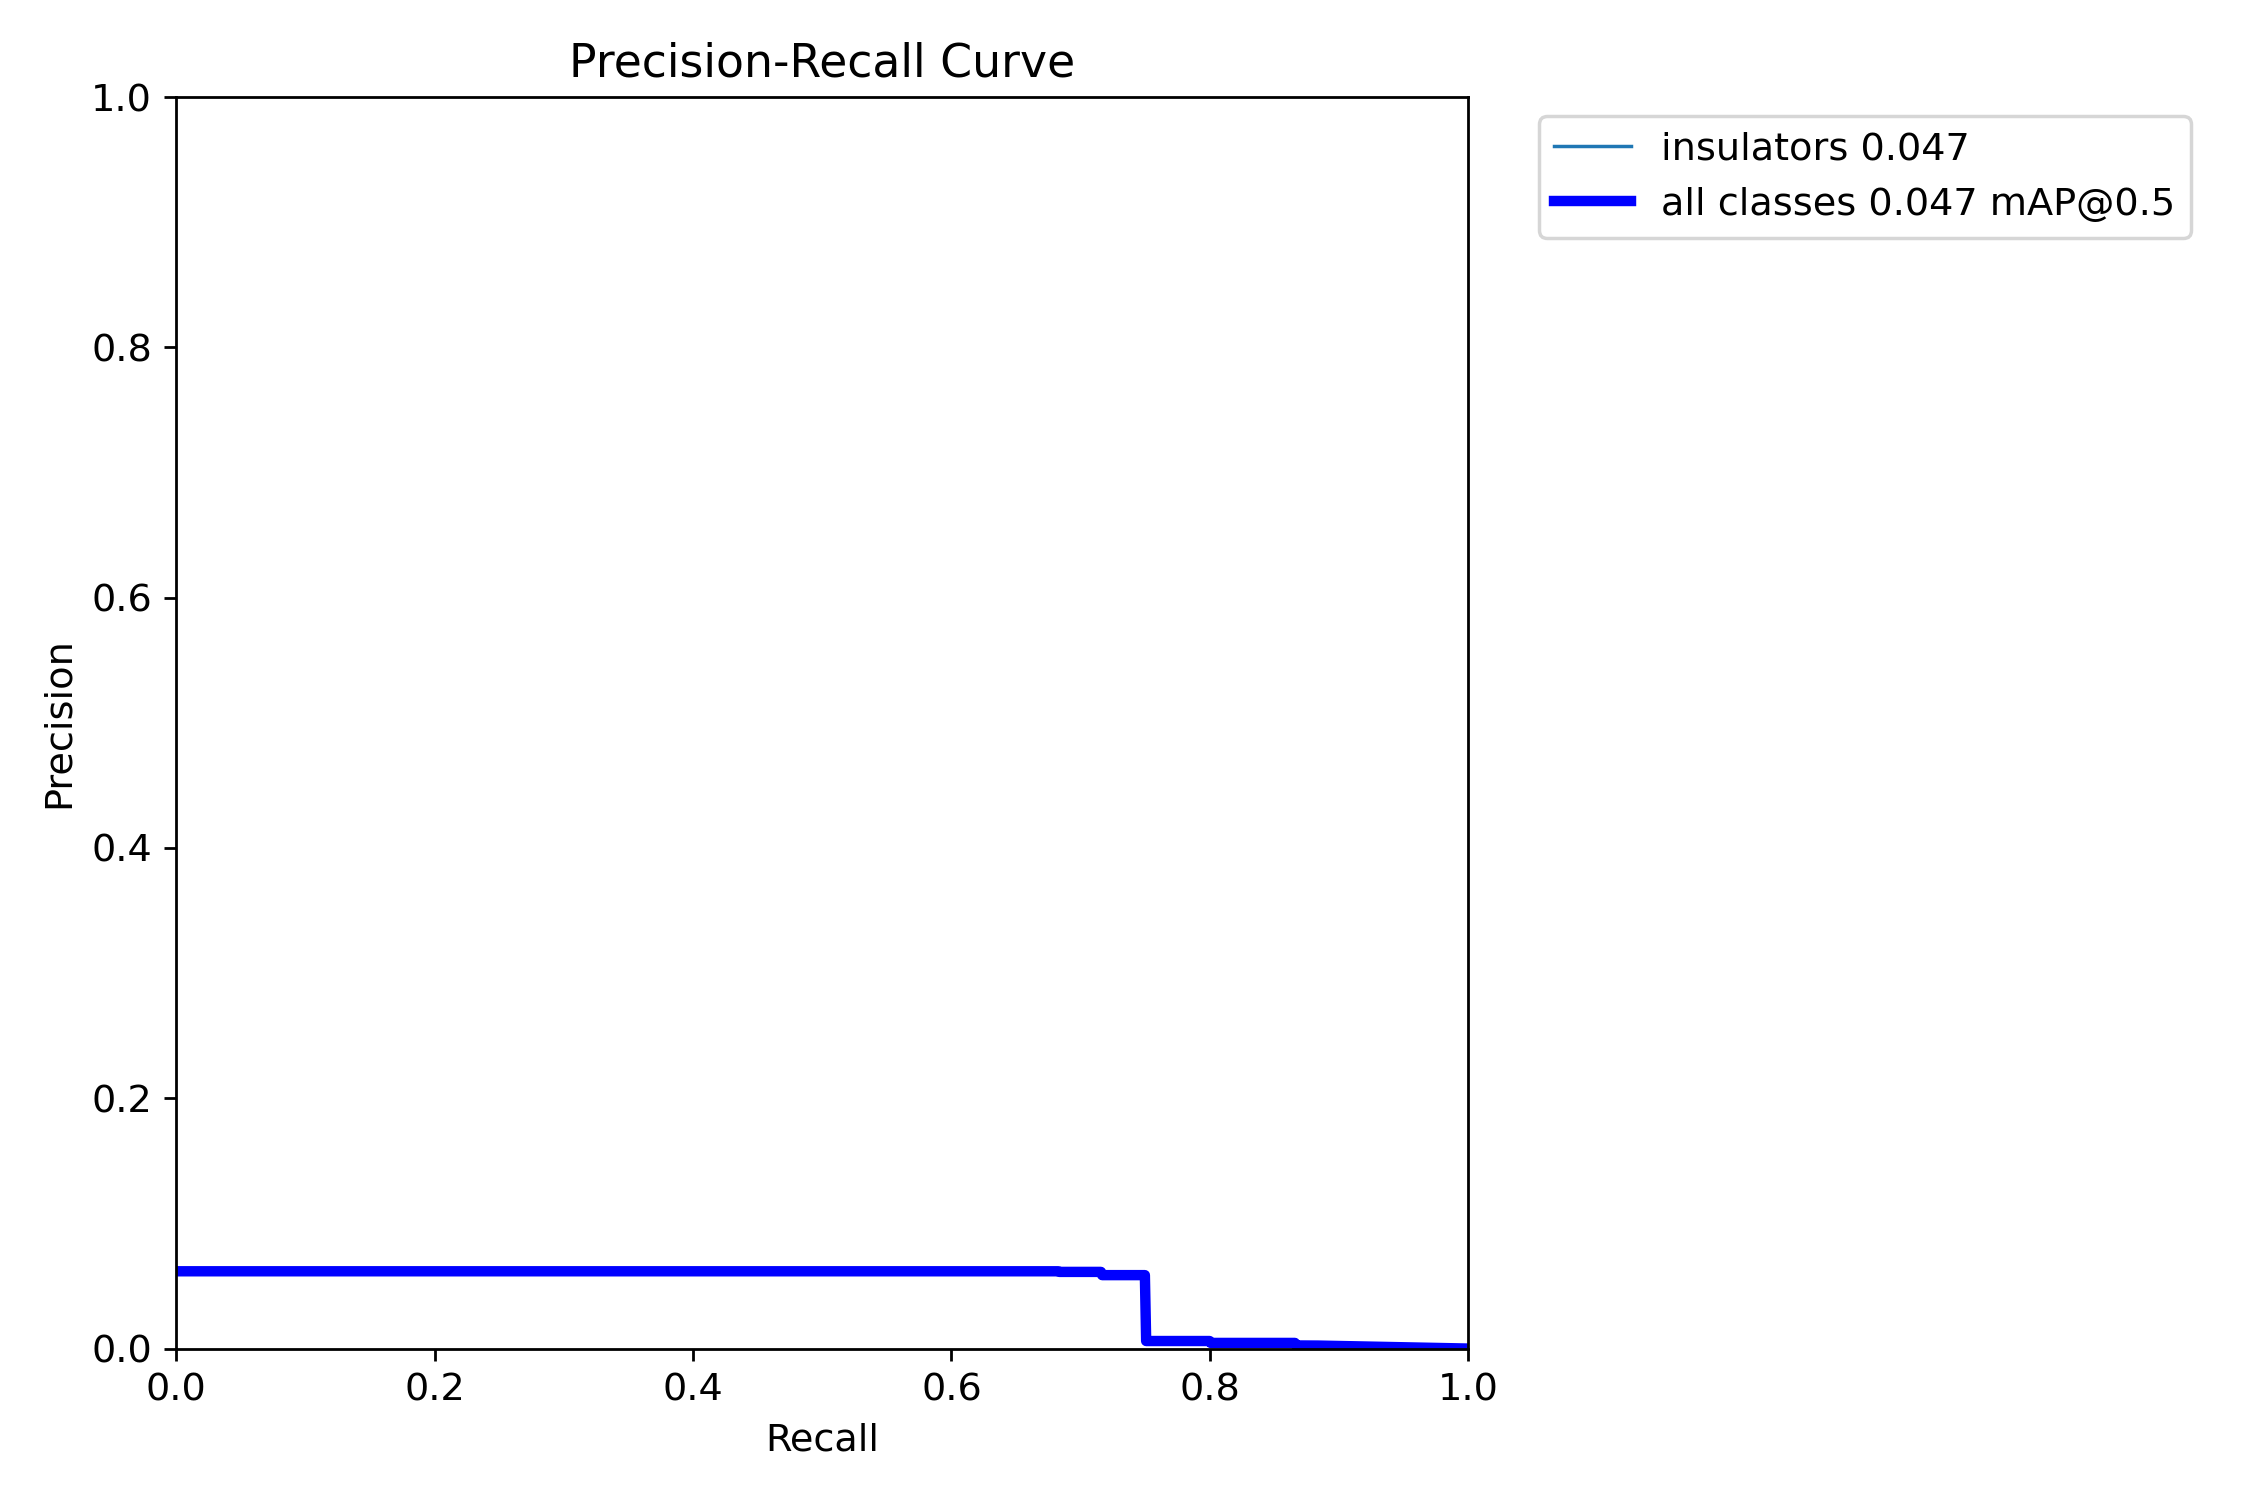 Precision-Recall Curve
1.0
0.8
0.6
0.4
0.2
0.0
Precision
0.0 0.2 0.4 0.6 0.8 1.0
Recall
insulators 0.047
all classes 0.047 mAP@0.5